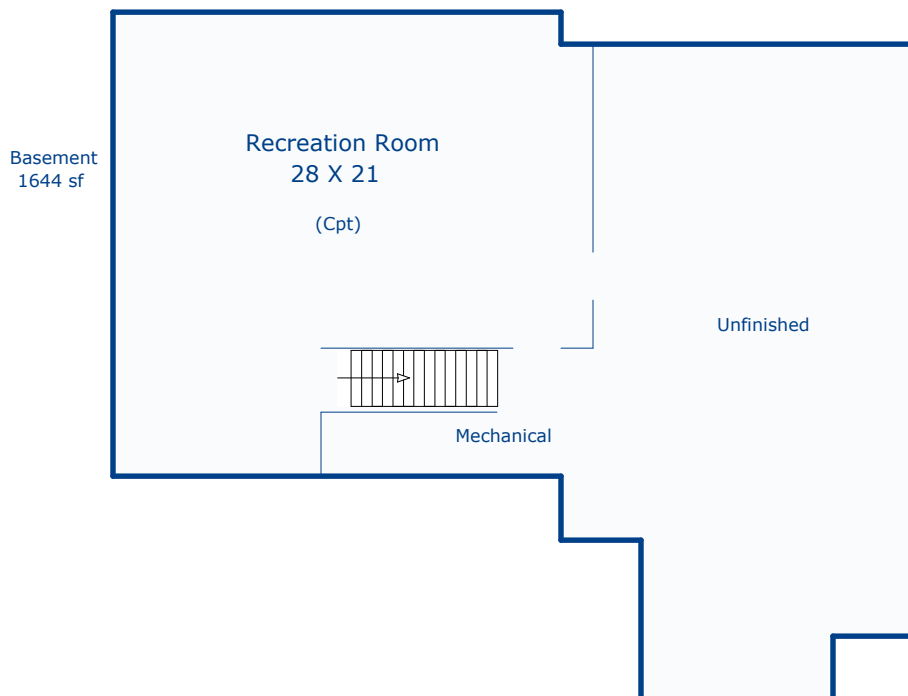 Recreation Room
28 X 21
(Cpt)
Basement
1644 sf
Unfinished
Mechanical